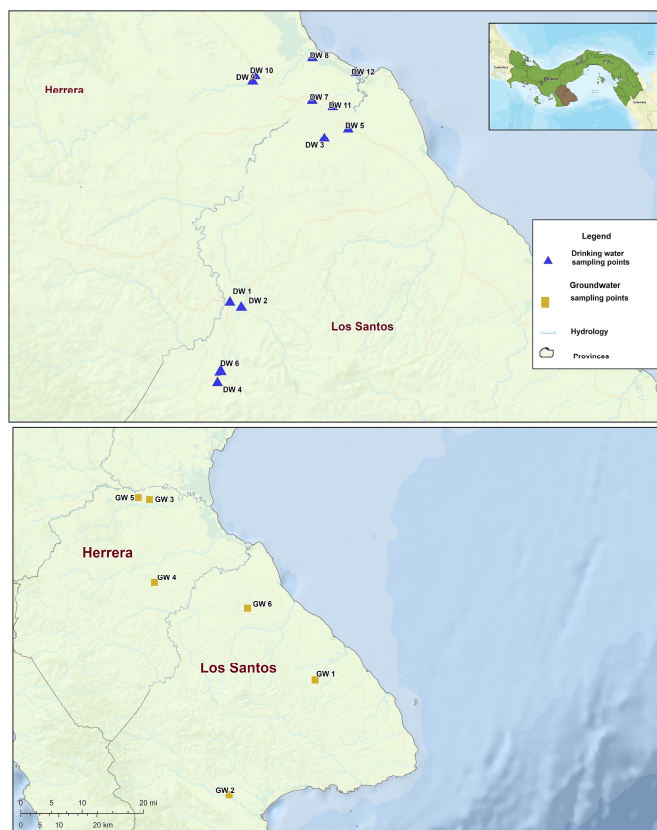 DW 8
DW 10
DW 12
DW 9
Herrera
DW 7
DW 11
DW 5
DW 3
Legend
Drinking water
sampling points
Groundwater
sampling points
Hydrology
Provincea
DW 1
DW 2
Los Santos
DW 6
DW 4
GW 5
GW 3
Herrera
GW 4
GW 6
Los Santos
GW 1
GW 2
0 5 10 20 mi
0 5 10 20 km